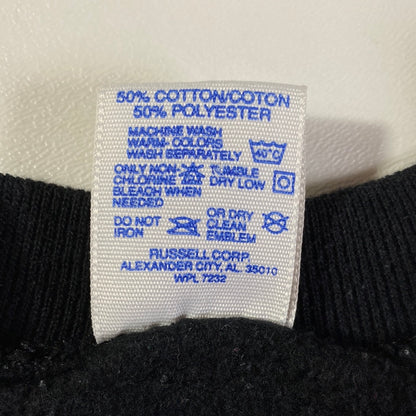 50% COTTON/COTON
50% POLYESTER
MACHINE WASH
WARM- COLORS
WASH SEPARATELY
40°C
ONLY NON-
CHLORINE
BLEACH WHEN
NEEDED
TUMBLE
DRY LOW
DO NOT
IRON
OR DRY
CLEAN
EMBLEM
RUSSELL CORP.
ALEXANDER CITY, AL. 35010
WPL 7232